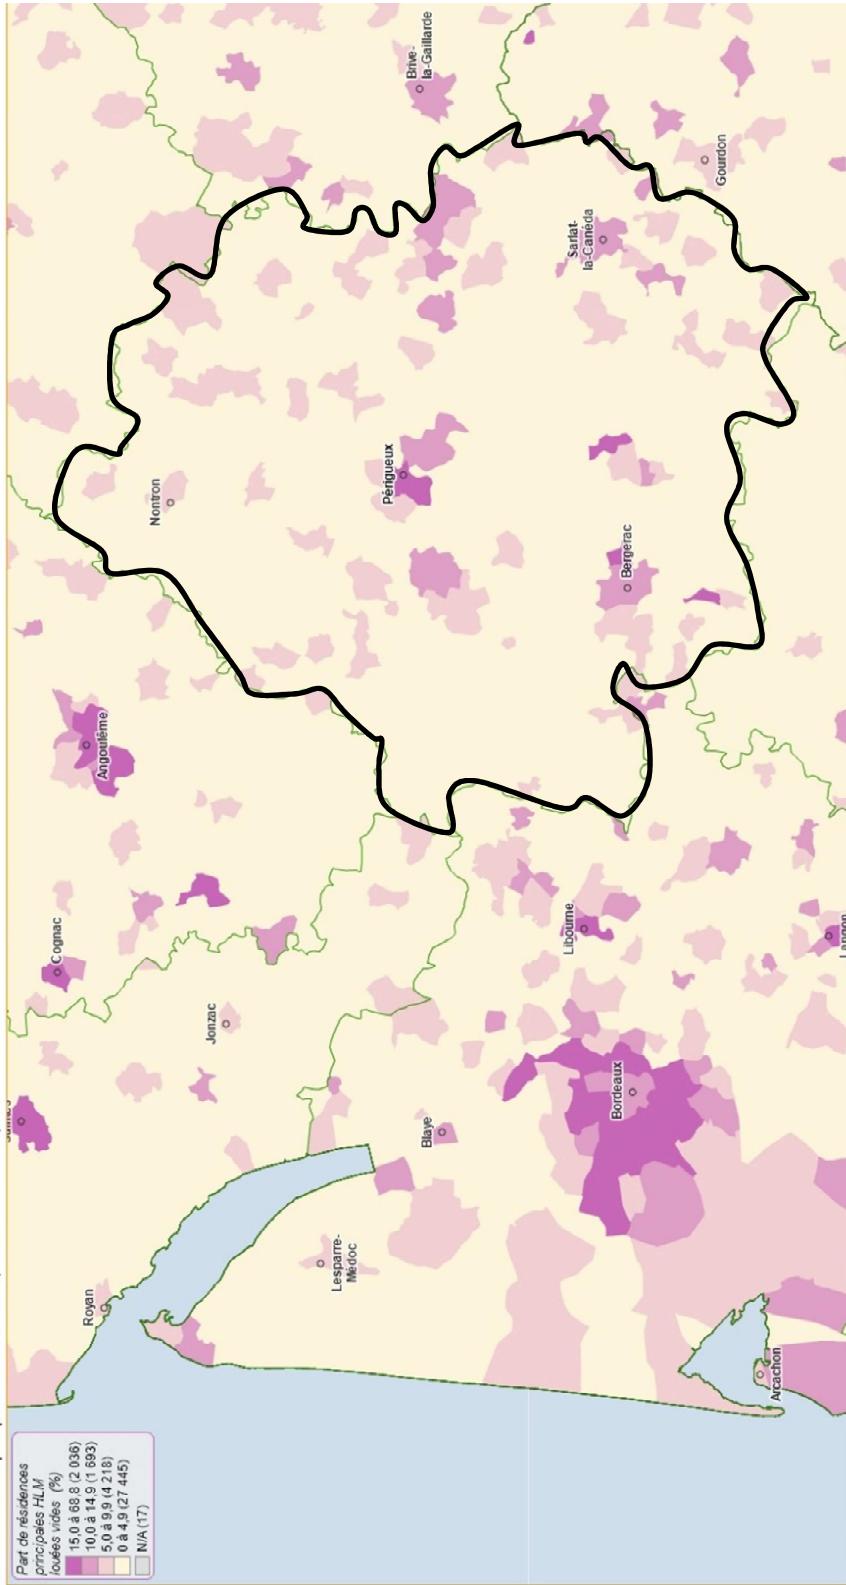 Part de résidences
principales HLM
louées vides (%)
15,0 à 68,8 (2 036)
10,0 à 14,9 (1 693)
5,0 à 9,9 (4 218)
0 à 4,9 (27 445)
N/A (17)
Royan
Cognac
Angoulême
Jonzac
Nontron
Lesparre-
Médoc
Blaye
Périgueux
Brive-
la-Gaillarde
Libourne
Bordeaux
Bergerac
Sarlat-
la-Canéda
Gourdon
Arcachon
Langon